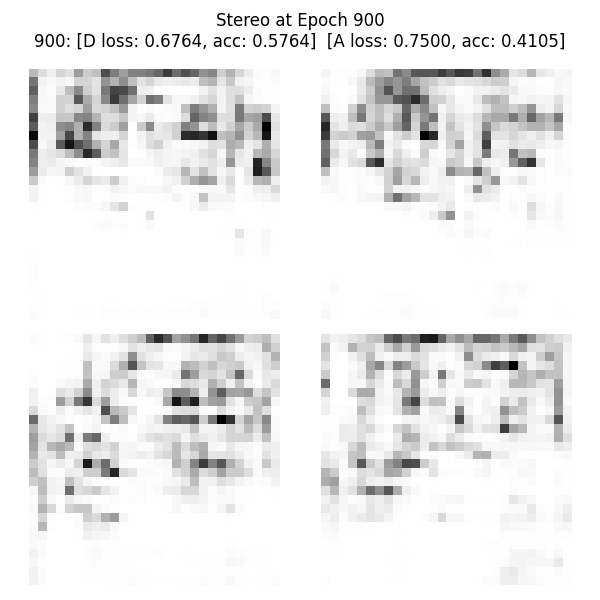 Stereo at Epoch 900
900: [D loss: 0.6764, acc: 0.5764]  [A loss: 0.7500, acc: 0.4105]